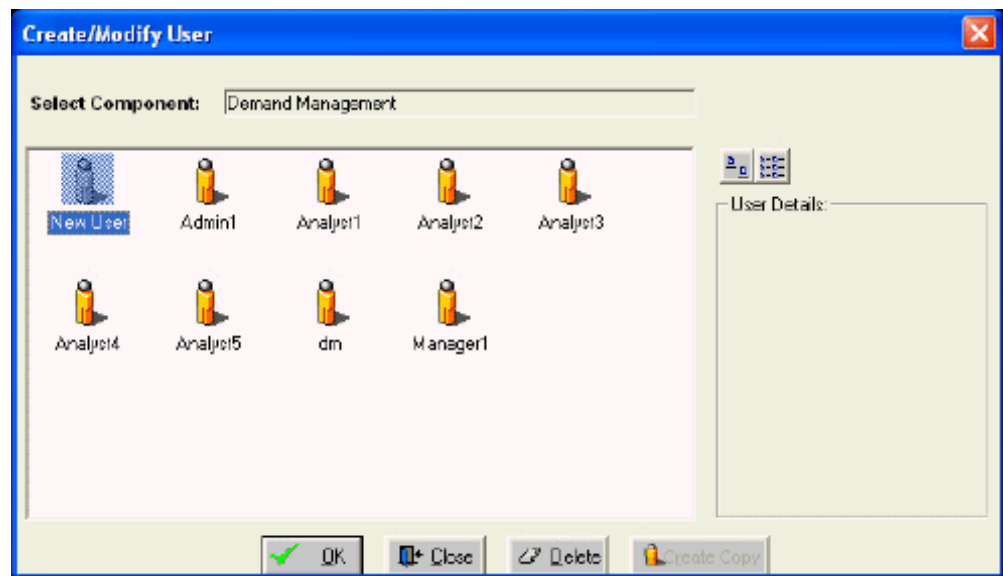 Create/Modify User
Select Component: Demand Management
New User Admin1 Analyst1 Analyst2 Analyst3
User Details:
Analyst4 Analyst5 dm Manager1
OK Close Delete Create Copy